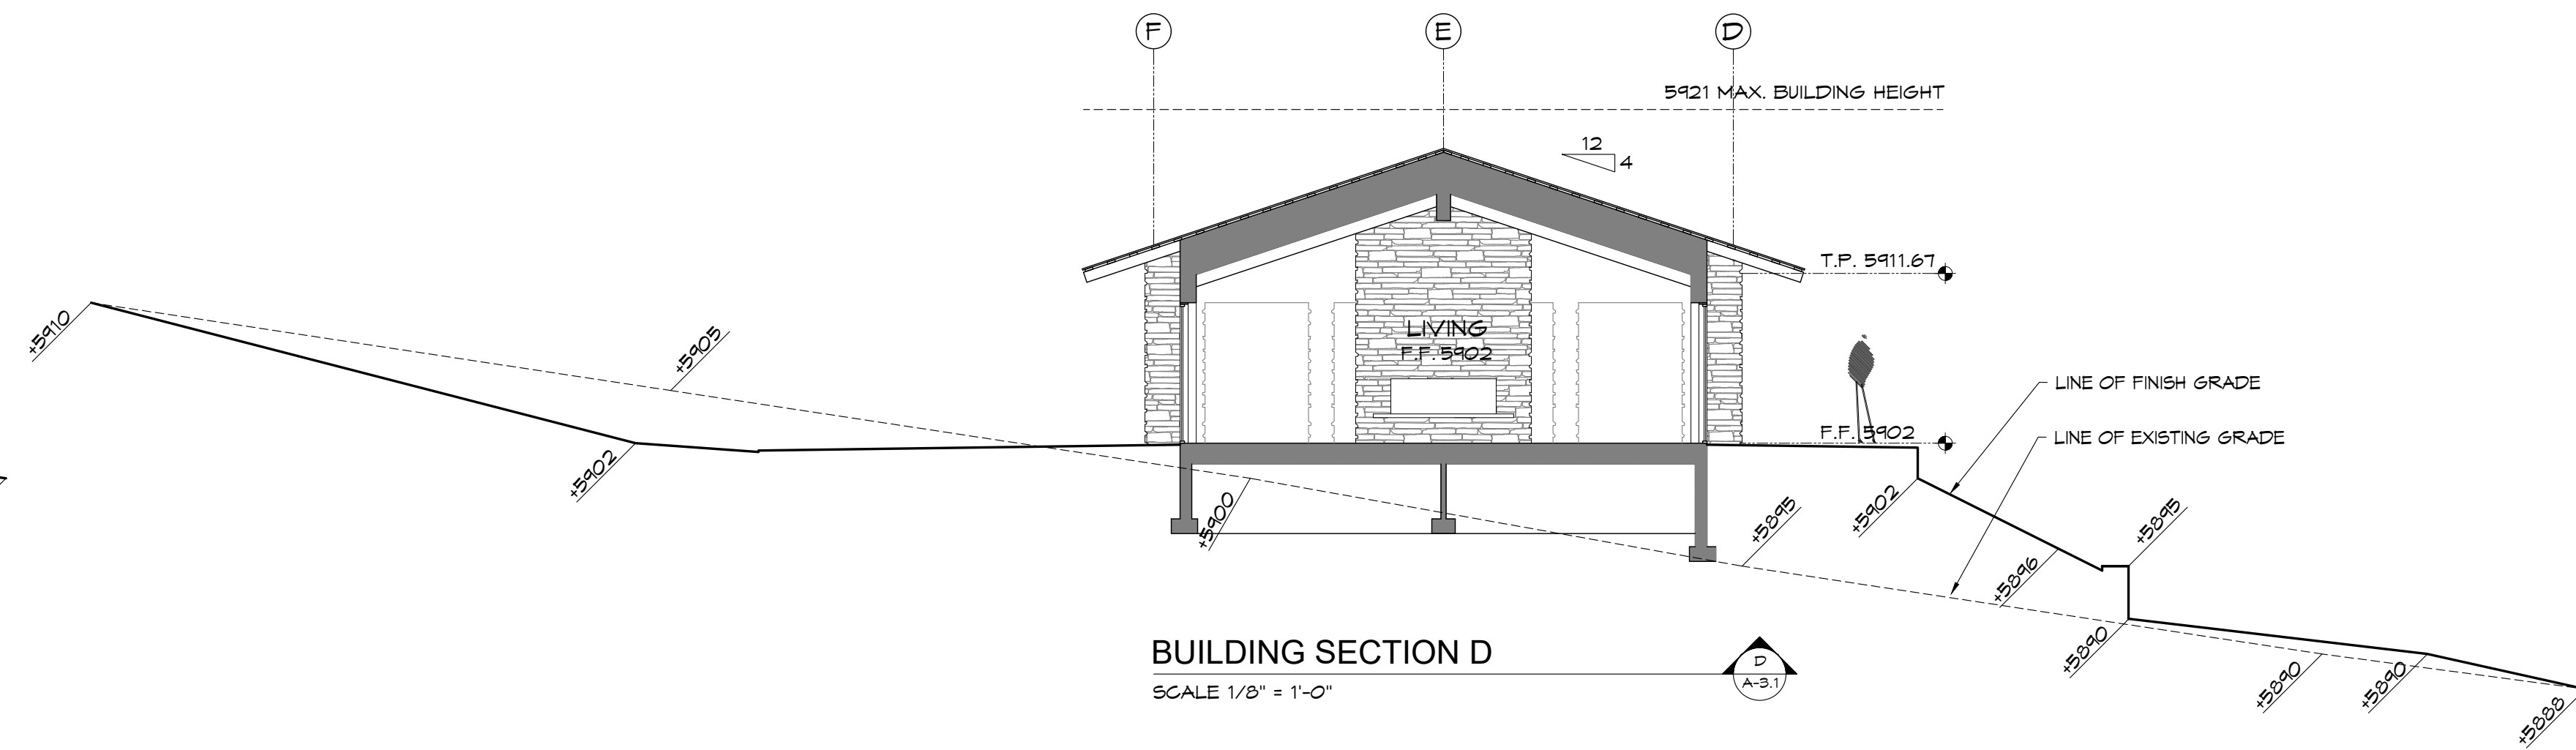 F
E
D
5921 MAX. BUILDING HEIGHT
12
4
T.P. 5911.67
+5910
+5905
LIVING
F.F. 5902
LINE OF FINISH GRADE
F.F. 5902
LINE OF EXISTING GRADE
+5902
+5900
+5895
+5902
+5895
+5896
+5890
+5890
+5890
+5888
BUILDING SECTION D
D
A-3.1
SCALE 1/8" = 1'-0"